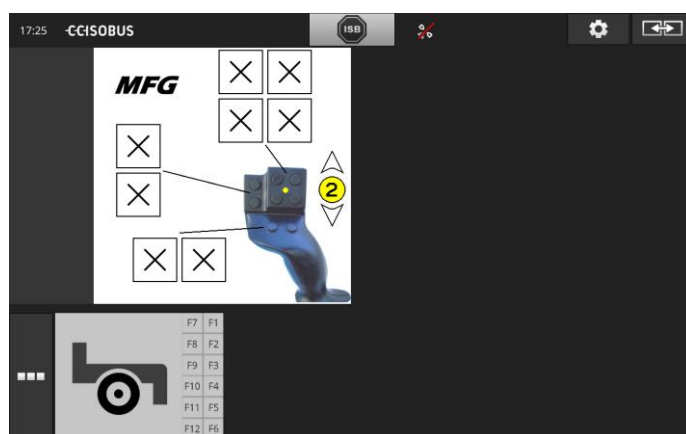 17:25 CCISOBUS ISB
MFG
2
F7 F1
F8 F2
F9 F3
F10 F4
F11 F5
F12 F6